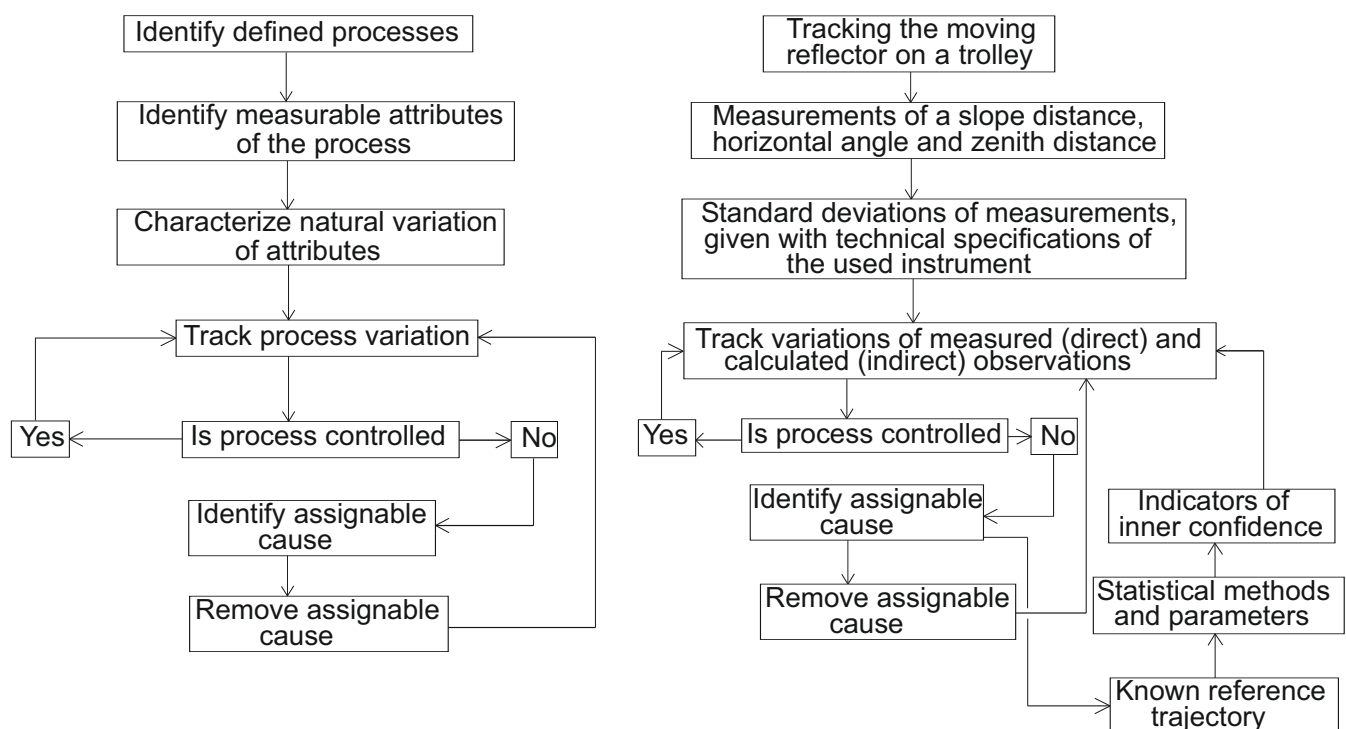 Identify defined processes
Identify measurable attributes
of the process
Characterize natural variation
of attributes
Track process variation
Yes
Is process controlled
No
Identify assignable
cause
Remove assignable
cause
Tracking the moving
reflector on a trolley
Measurements of a slope distance,
horizontal angle and zenith distance
Standard deviations of measurements,
given with technical specifications of
the used instrument
Track variations of measured (direct) and
calculated (indirect) observations
Yes
Is process controlled
No
Identify assignable
cause
Remove assignable
cause
Indicators of
inner confidence
Statistical methods
and parameters
Known reference
trajectory